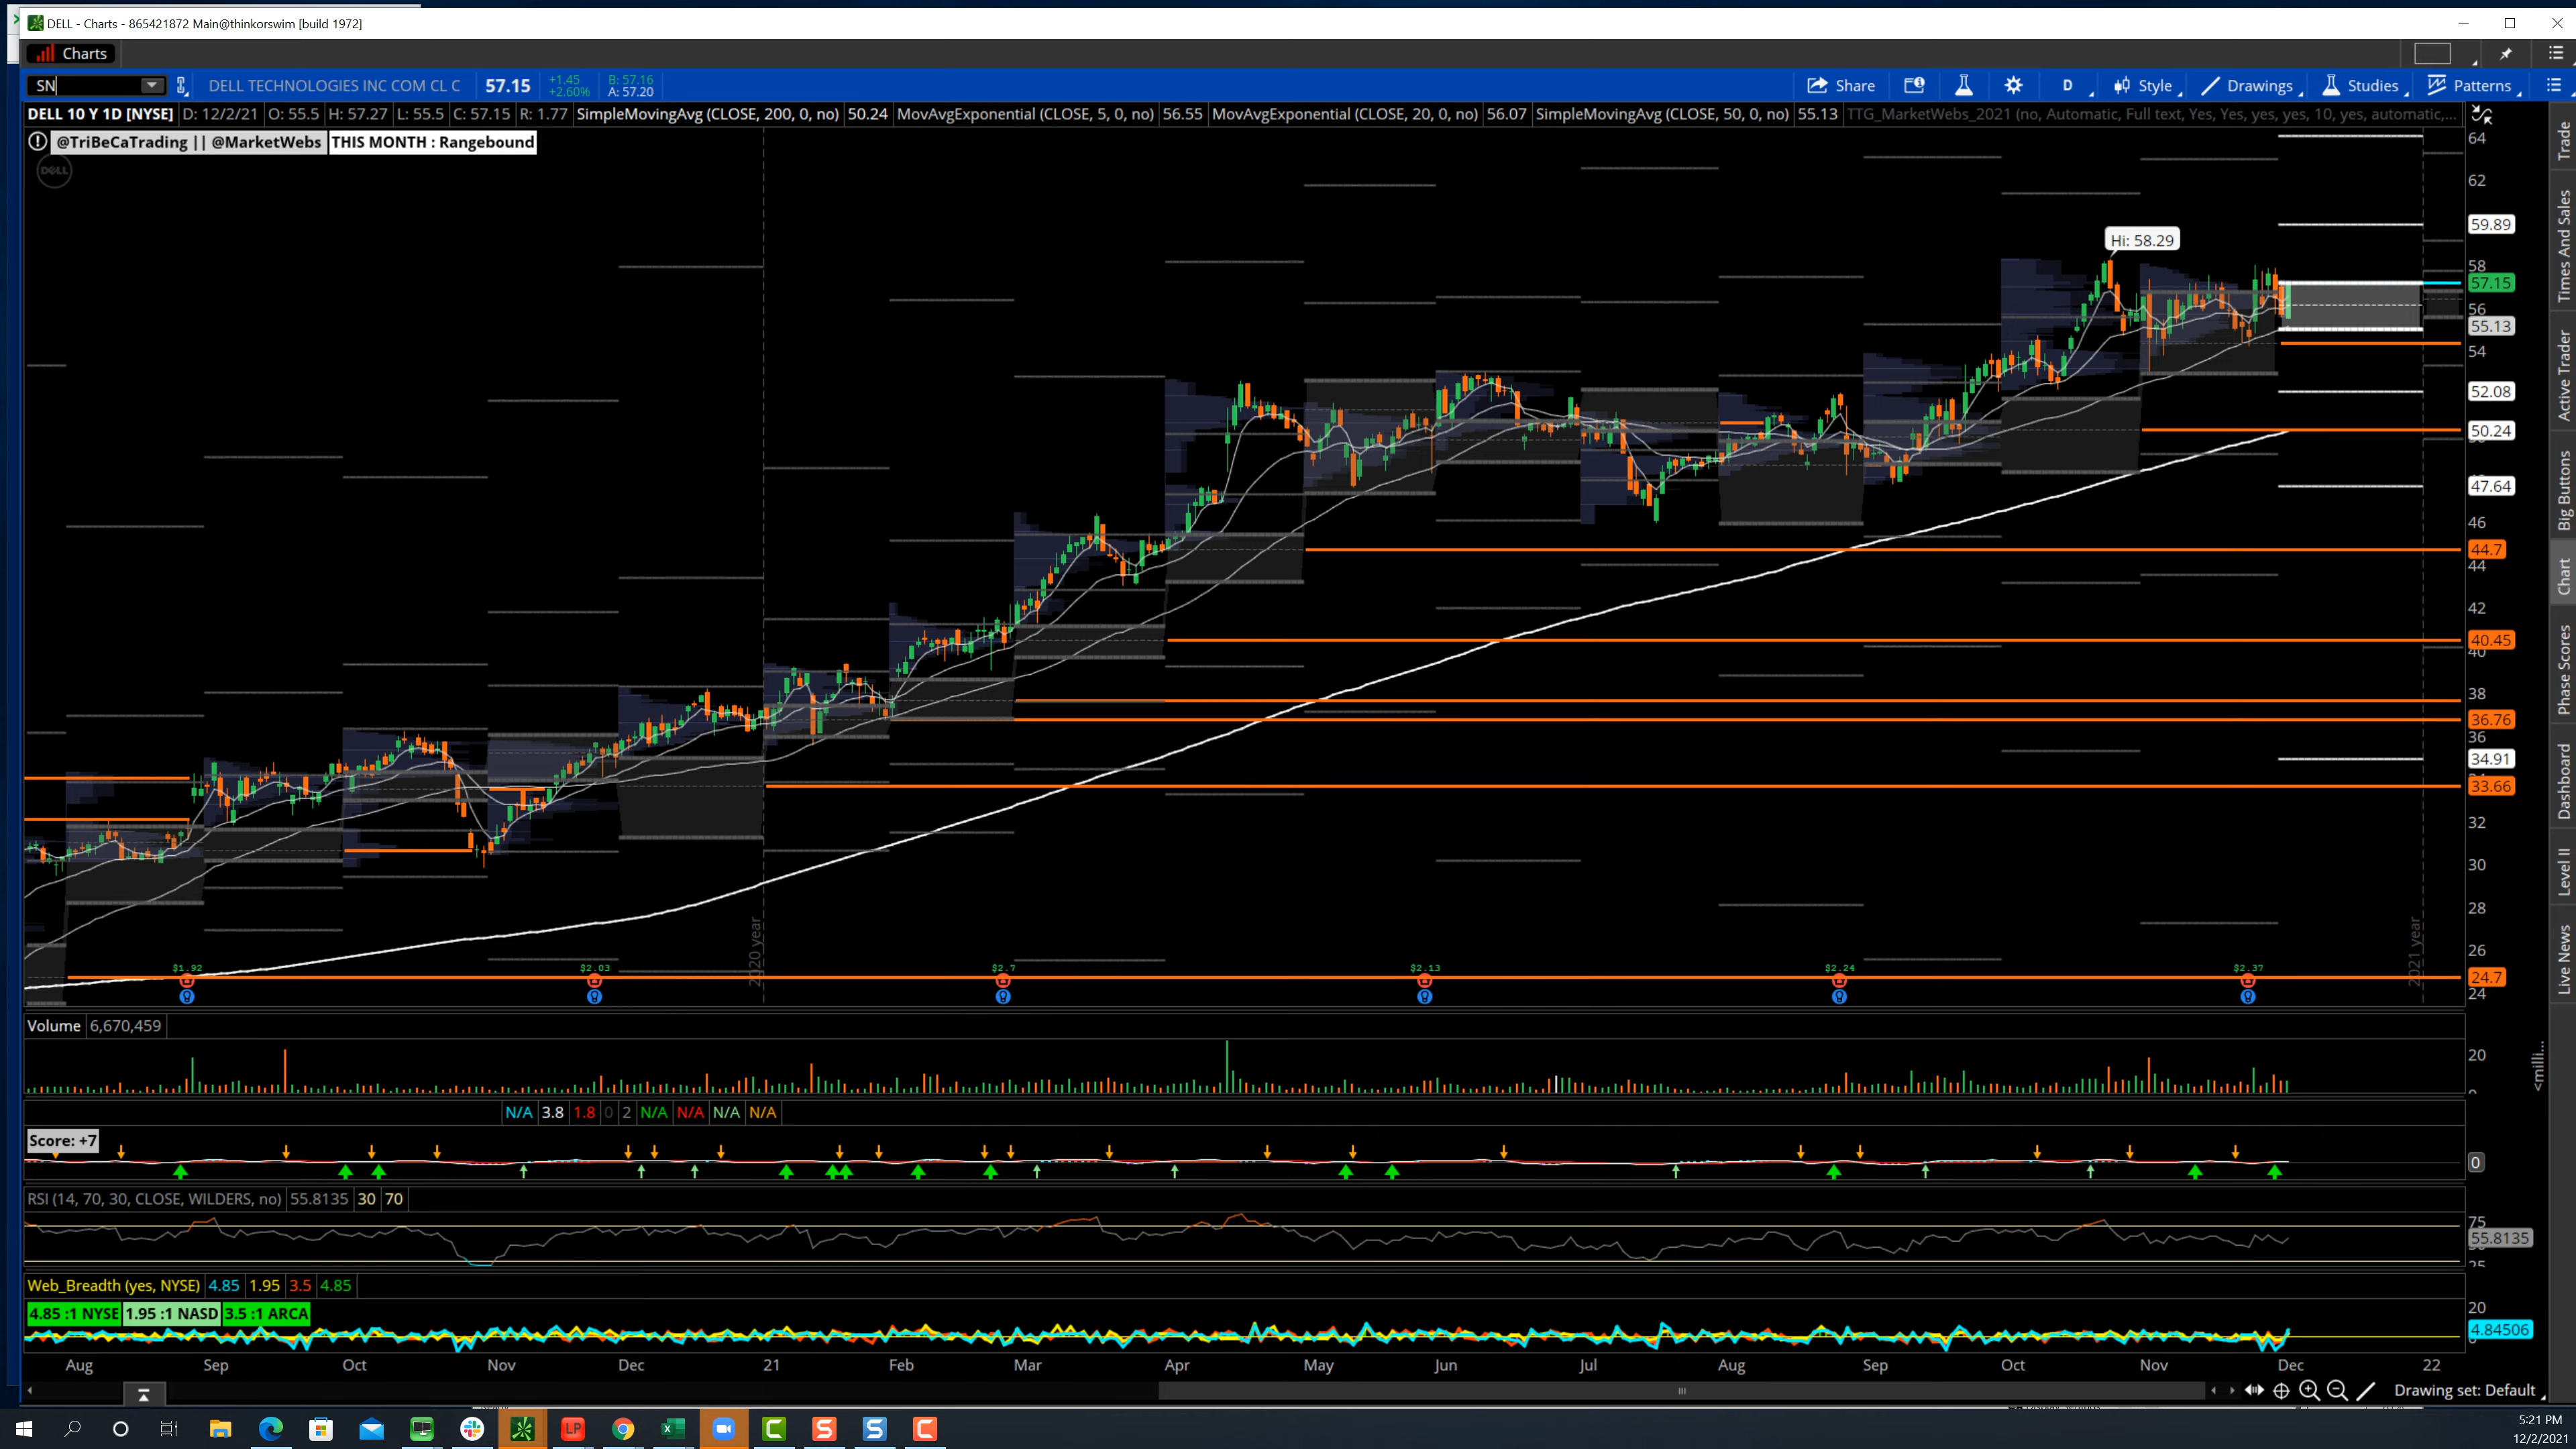 DELL - Charts - 865421872 Main@thinkorswim [build 1972]
Charts
SN DELL TECHNOLOGIES INC COM CL C 57.15 +1.45 +2.60% B: 57.16 A: 57.20 Share D Style Drawings Studies Patterns
DELL 10 Y 1D [NYSE] D: 12/2/21 O: 55.5 H: 57.27 L: 55.5 C: 57.15 R: 1.77 SimpleMovingAvg (CLOSE, 200, 0, no) 50.24 MovAvgExponential (CLOSE, 5, 0, no) 56.55 MovAvgExponential (CLOSE, 20, 0, no) 56.07 SimpleMovingAvg (CLOSE, 50, 0, no) 55.13 TTG_MarketWebs_2021 (no, Automatic, Full text, Yes, Yes, yes, yes, 10, yes, automatic,...
@TriBeCaTrading || @MarketWebs THIS MONTH : Rangebound
DELL
Hi: 58.29
64
62
59.89
58
57.15
56
55.13
54
52.08
50.24
47.64
46
44.7
44
42
40.45
40
38
36.76
36
34.91
33.66
32
30
28
26
24.7
24
2020 year
2021 year
$1.92 $2.03 $2.7 $2.13 $2.24 $2.37
Volume 6,670,459
20
<milli...
N/A 3.8 1.8 0 2 N/A N/A N/A N/A
Score: +7
0
RSI (14, 70, 30, CLOSE, WILDERS, no) 55.8135 30 70
75
55.8135
25
Web_Breadth (yes, NYSE) 4.85 1.95 3.5 4.85
4.85 :1 NYSE 1.95 :1 NASD 3.5 :1 ARCA
20
4.84506
Aug Sep Oct Nov Dec 21 Feb Mar Apr May Jun Jul Aug Sep Oct Nov Dec 22
Drawing set: Default
Trade
Times And Sales
Active Trader
Big Buttons
Chart
Phase Scores
Dashboard
Level II
Live News
5:21 PM
12/2/2021